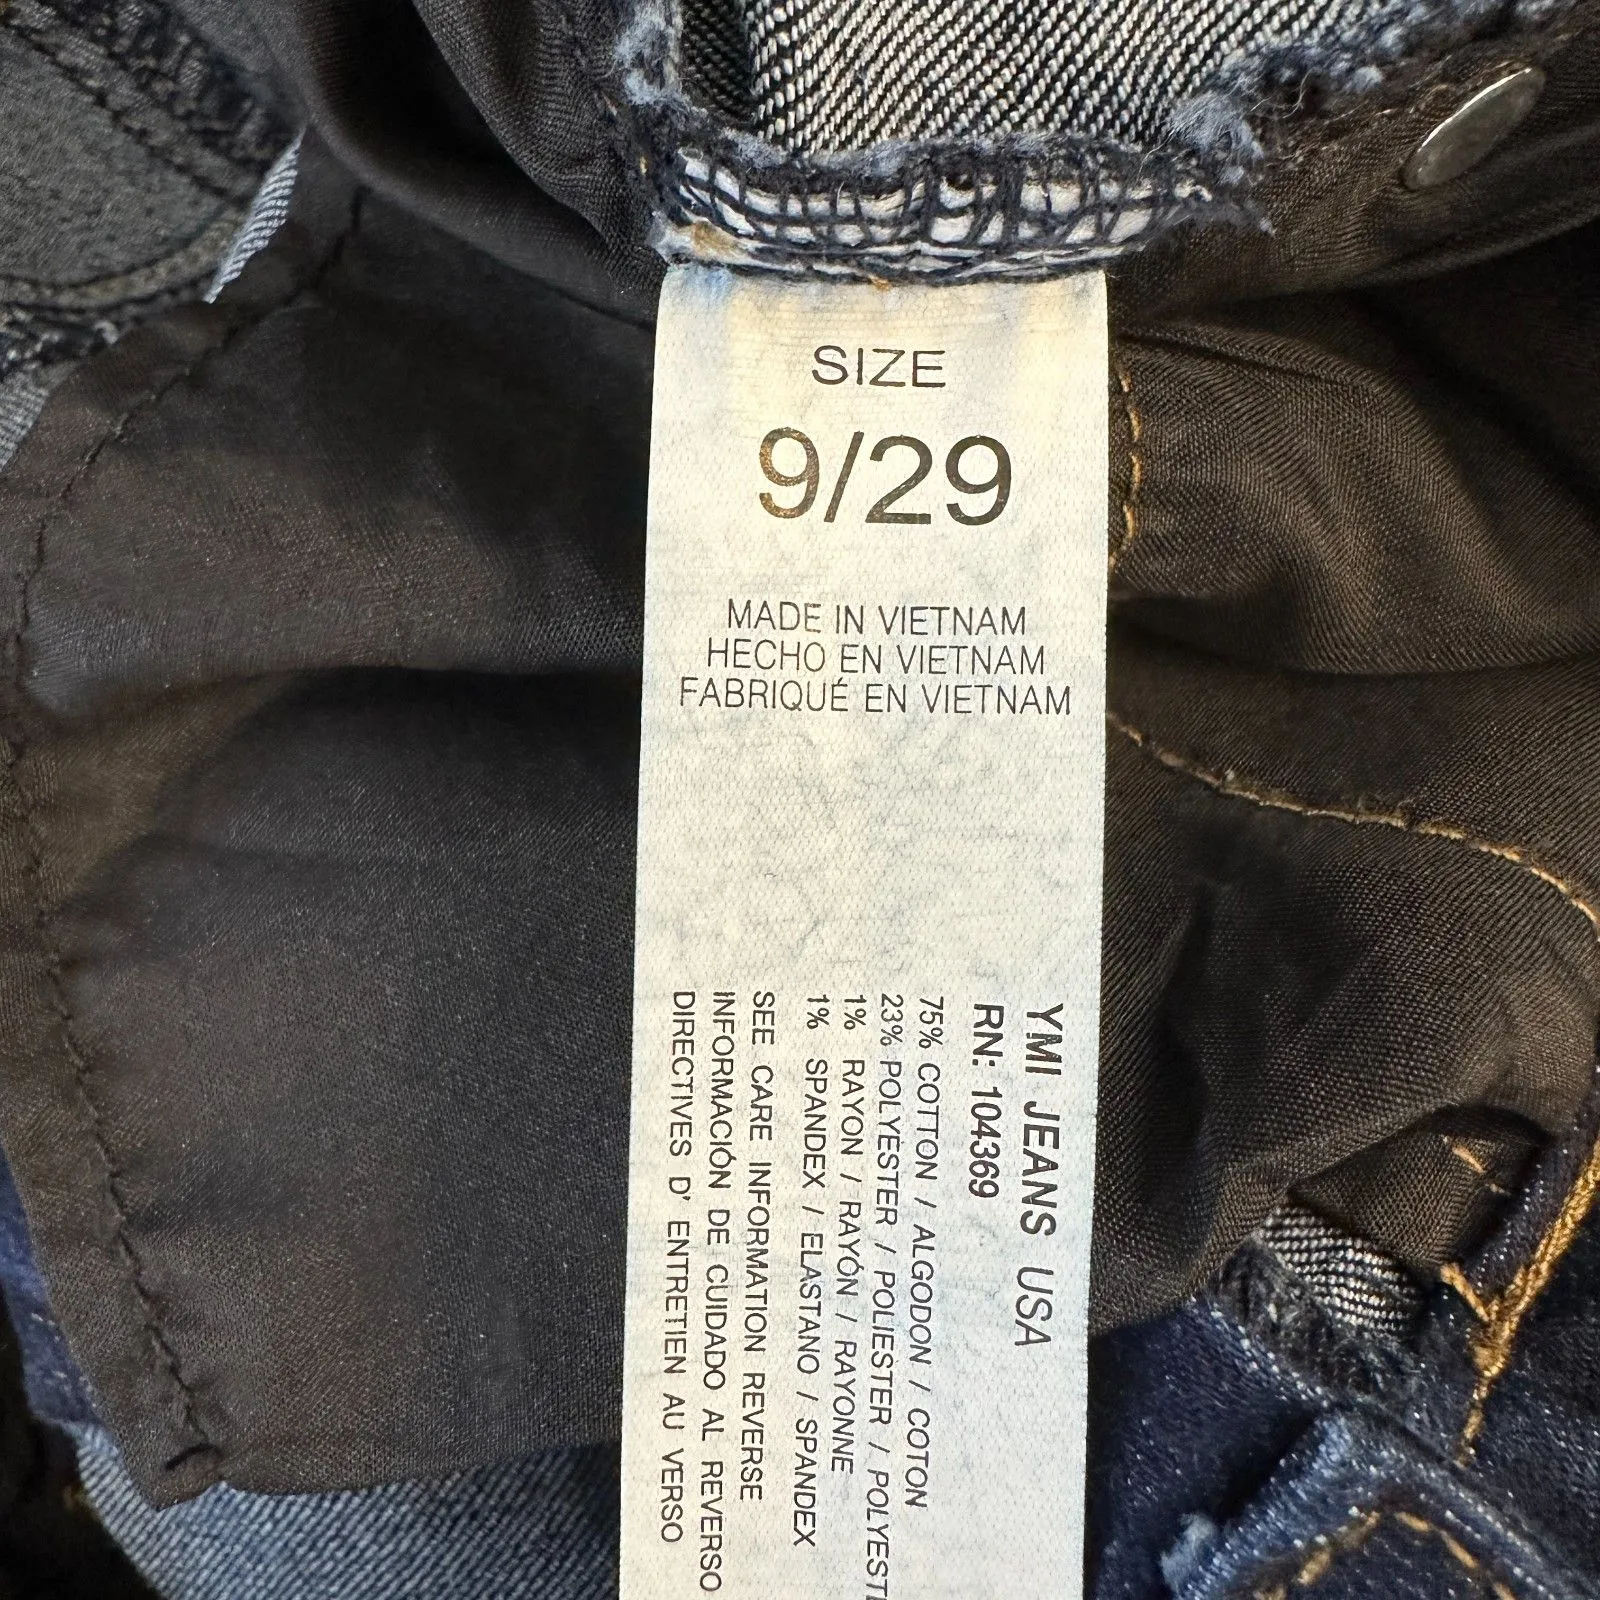 SIZE
9/29
MADE IN VIETNAM
HECHO EN VIETNAM
FABRIQUÉ EN VIETNAM
YMI JEANS USA
RN: 104369
75% COTTON / ALGODON / COTON
23% POLYESTER / POLIESTER / POLYEST
1% RAYON / RAYÓN / RAYONNE
1% SPANDEX / ELASTANO / SPANDEX
SEE CARE INFORMATION REVERSE
INFORMACIÓN DE CUIDADO AL REVERSO
DIRECTIVES D' ENTRETIEN AU VERSO